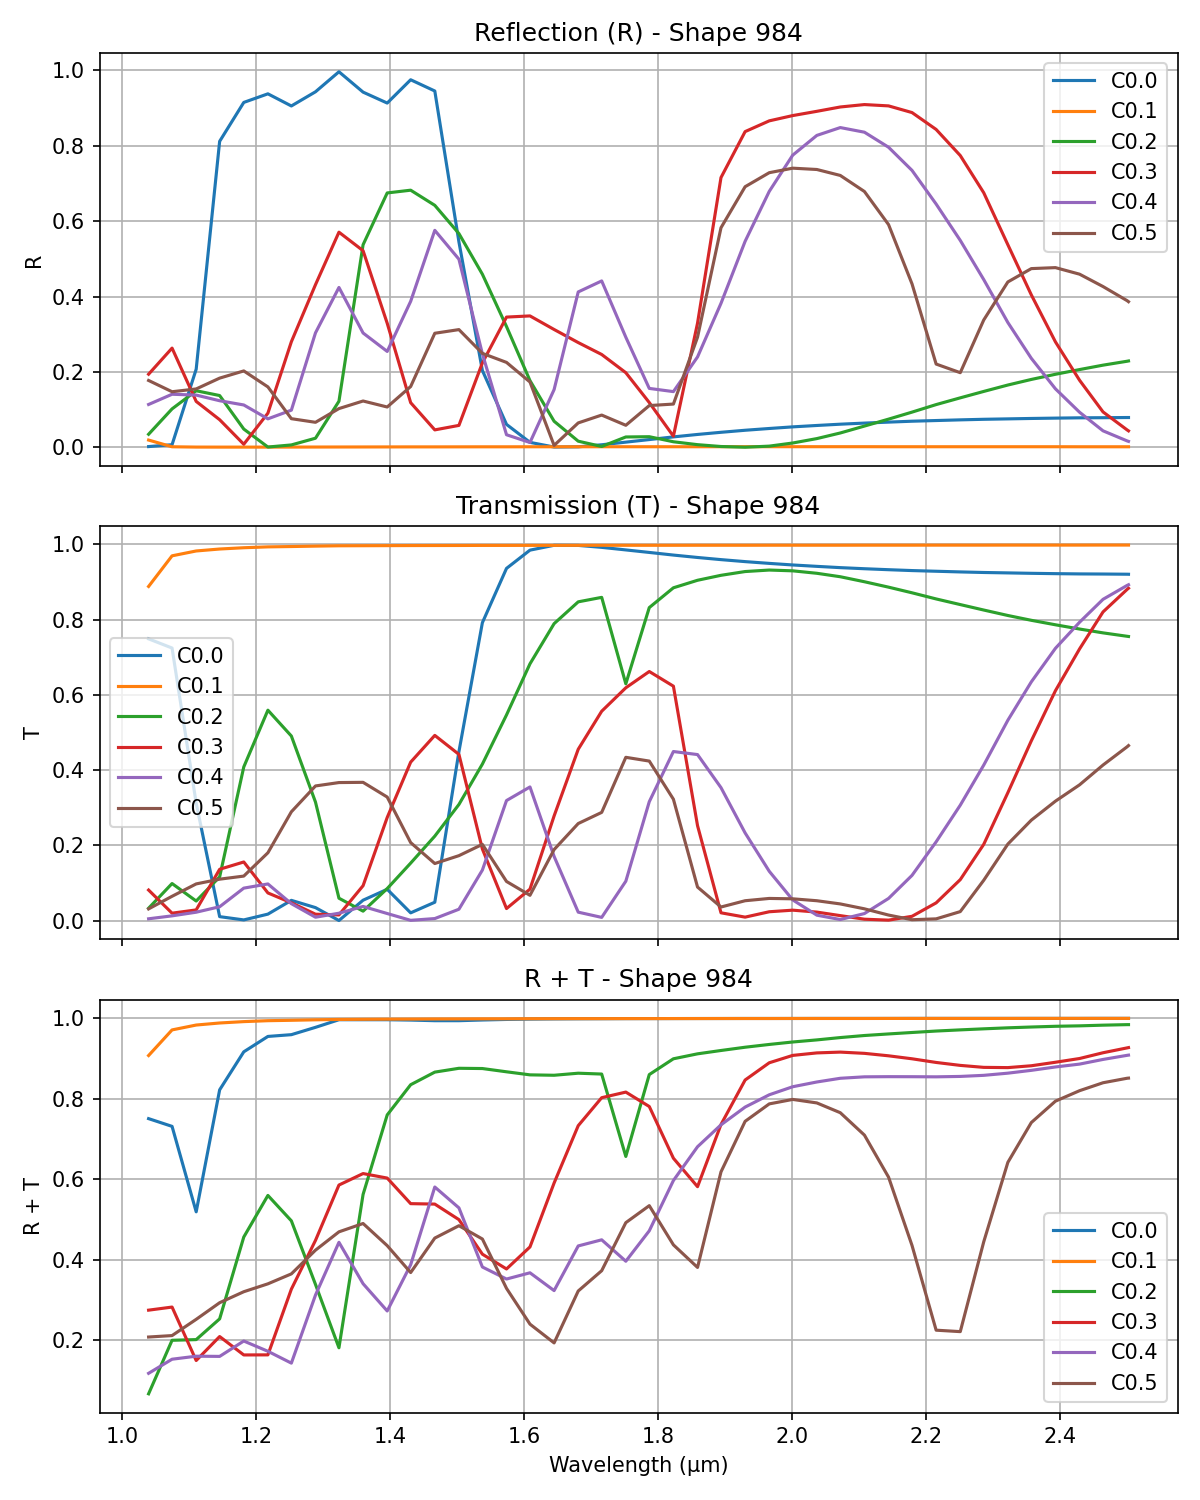 Reflection (R) - Shape 984
1.0
0.8
0.6
0.4
0.2
0.0
R
C0.0
C0.1
C0.2
C0.3
C0.4
C0.5
Transmission (T) - Shape 984
1.0
0.8
0.6
0.4
0.2
0.0
T
C0.0
C0.1
C0.2
C0.3
C0.4
C0.5
R + T - Shape 984
1.0
0.8
0.6
0.4
0.2
R + T
C0.0
C0.1
C0.2
C0.3
C0.4
C0.5
1.0 1.2 1.4 1.6 1.8 2.0 2.2 2.4
Wavelength (μm)